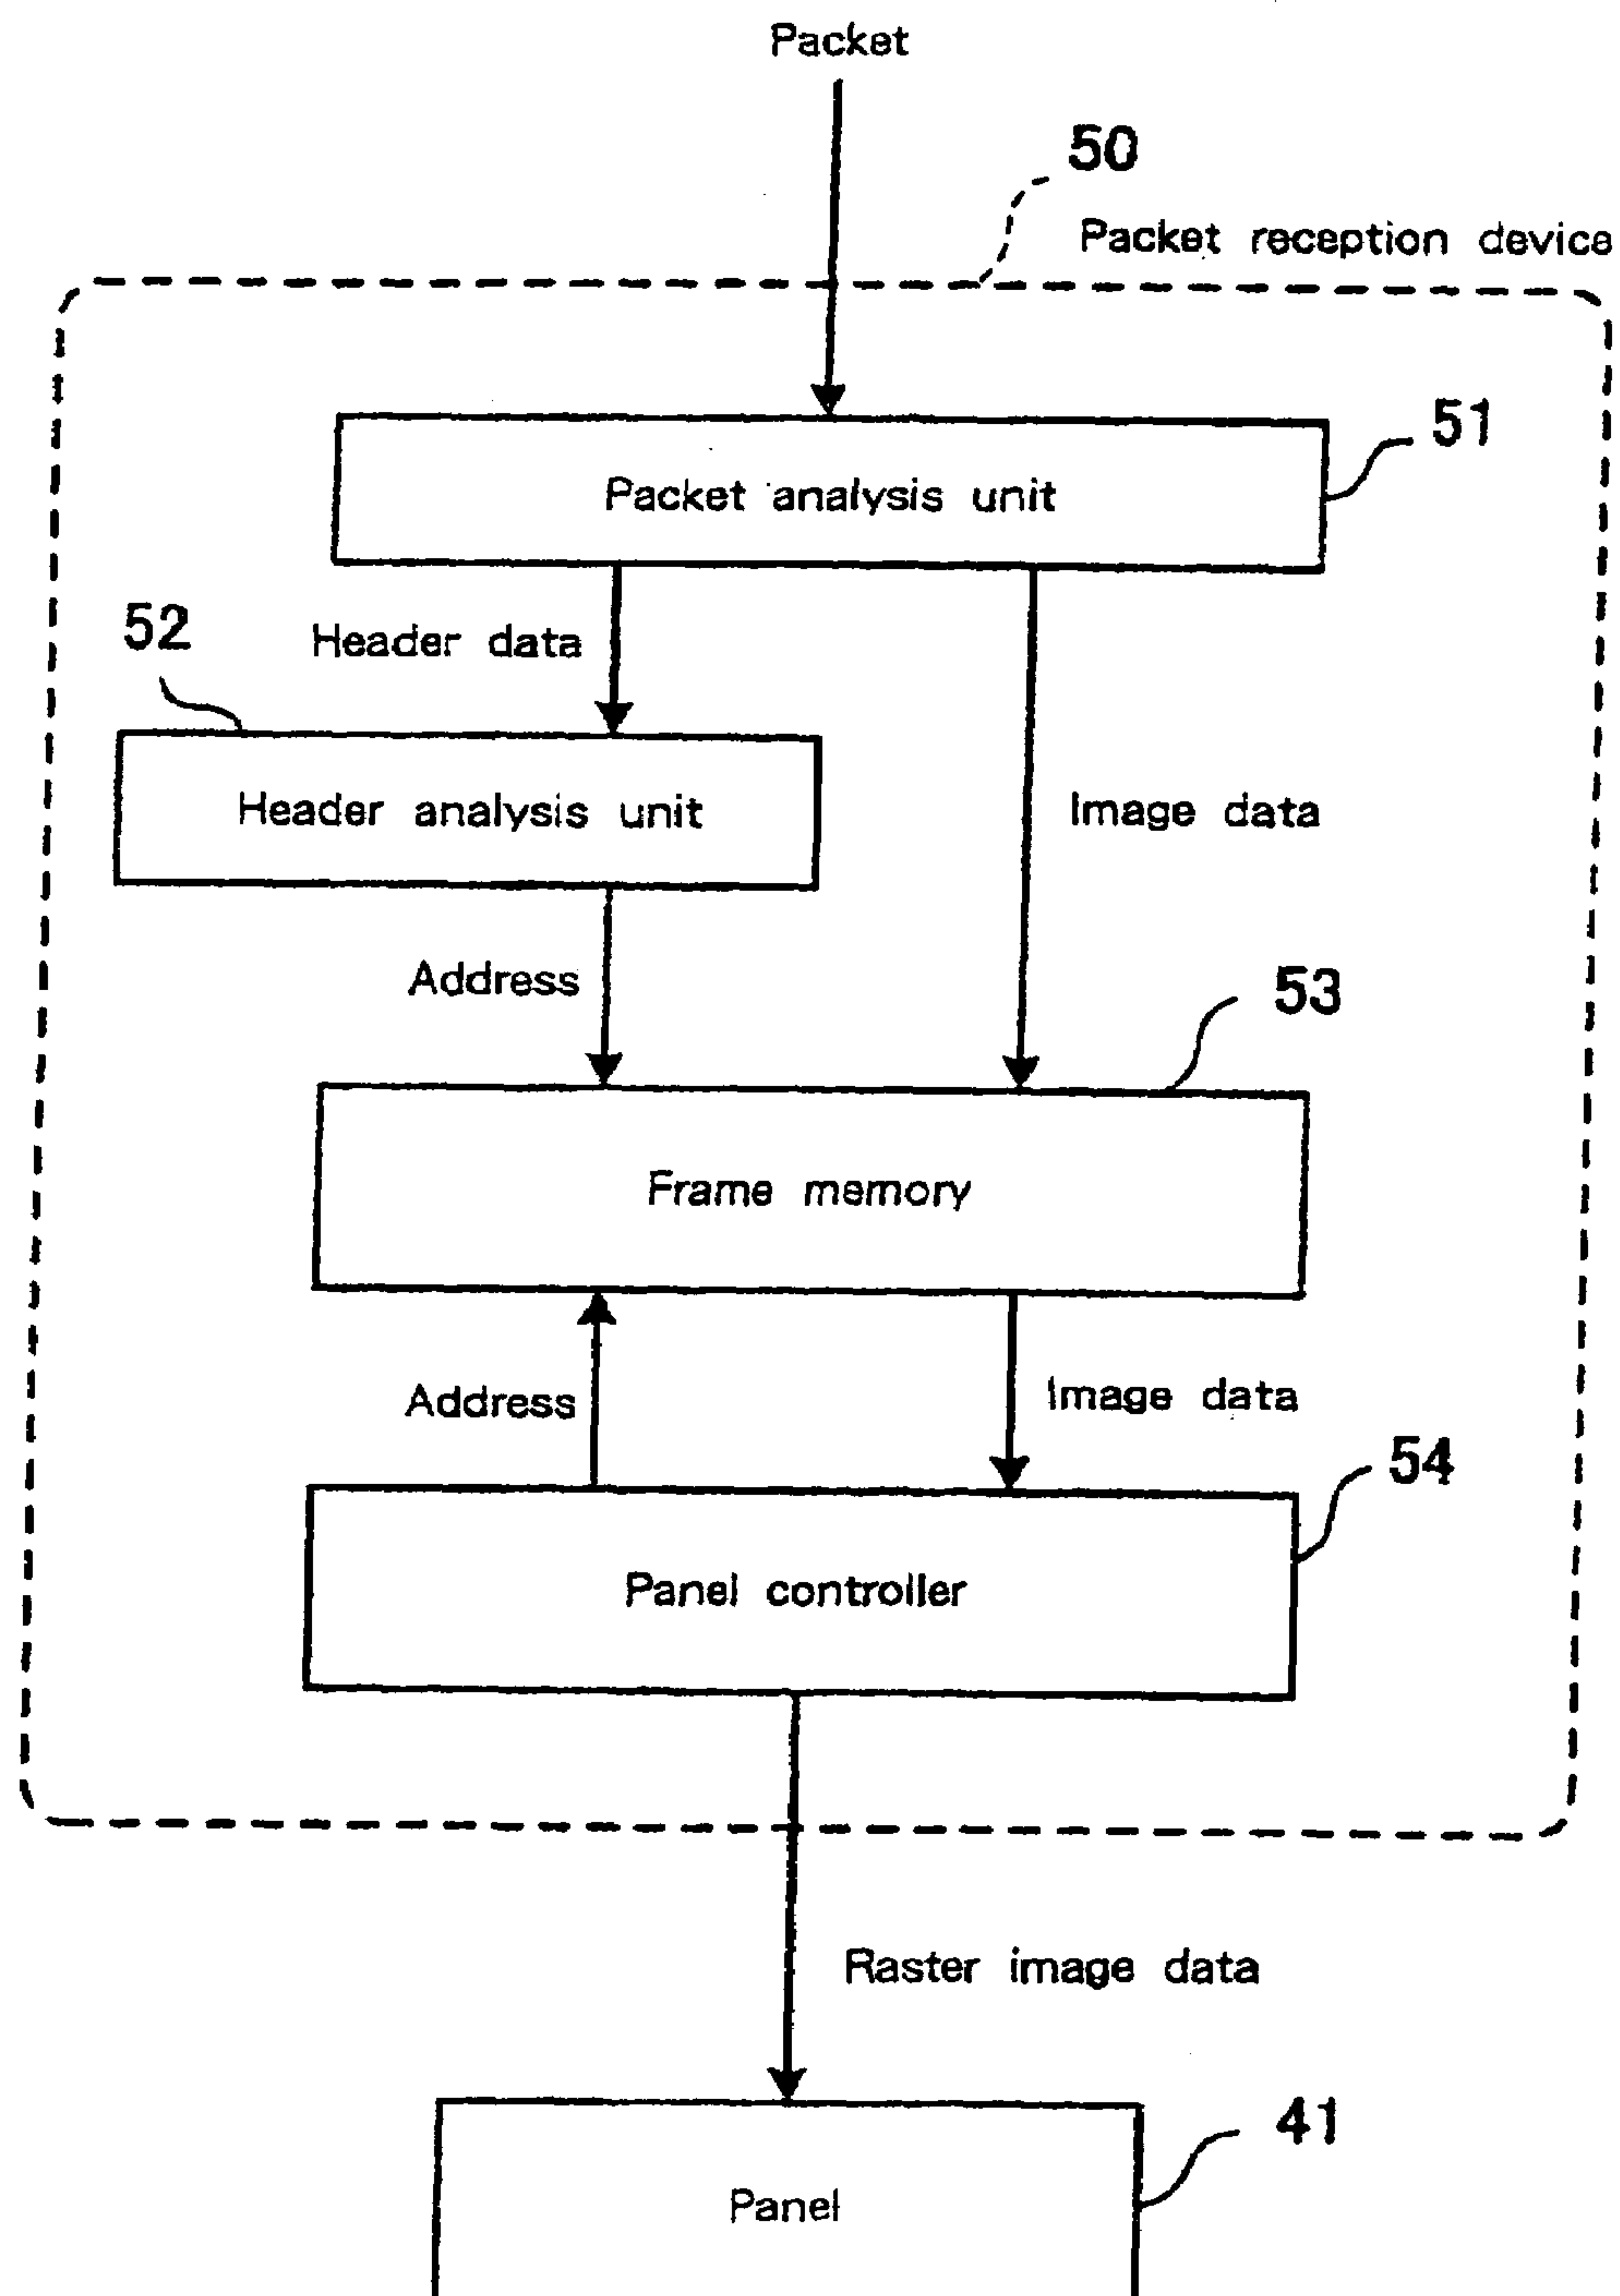 Packet
50
Packet reception device
51
Packet analysis unit
52
Header data
Header analysis unit
Image data
Address
53
Frame memory
Address
Image data
54
Panel controller
Raster image data
41
Panel